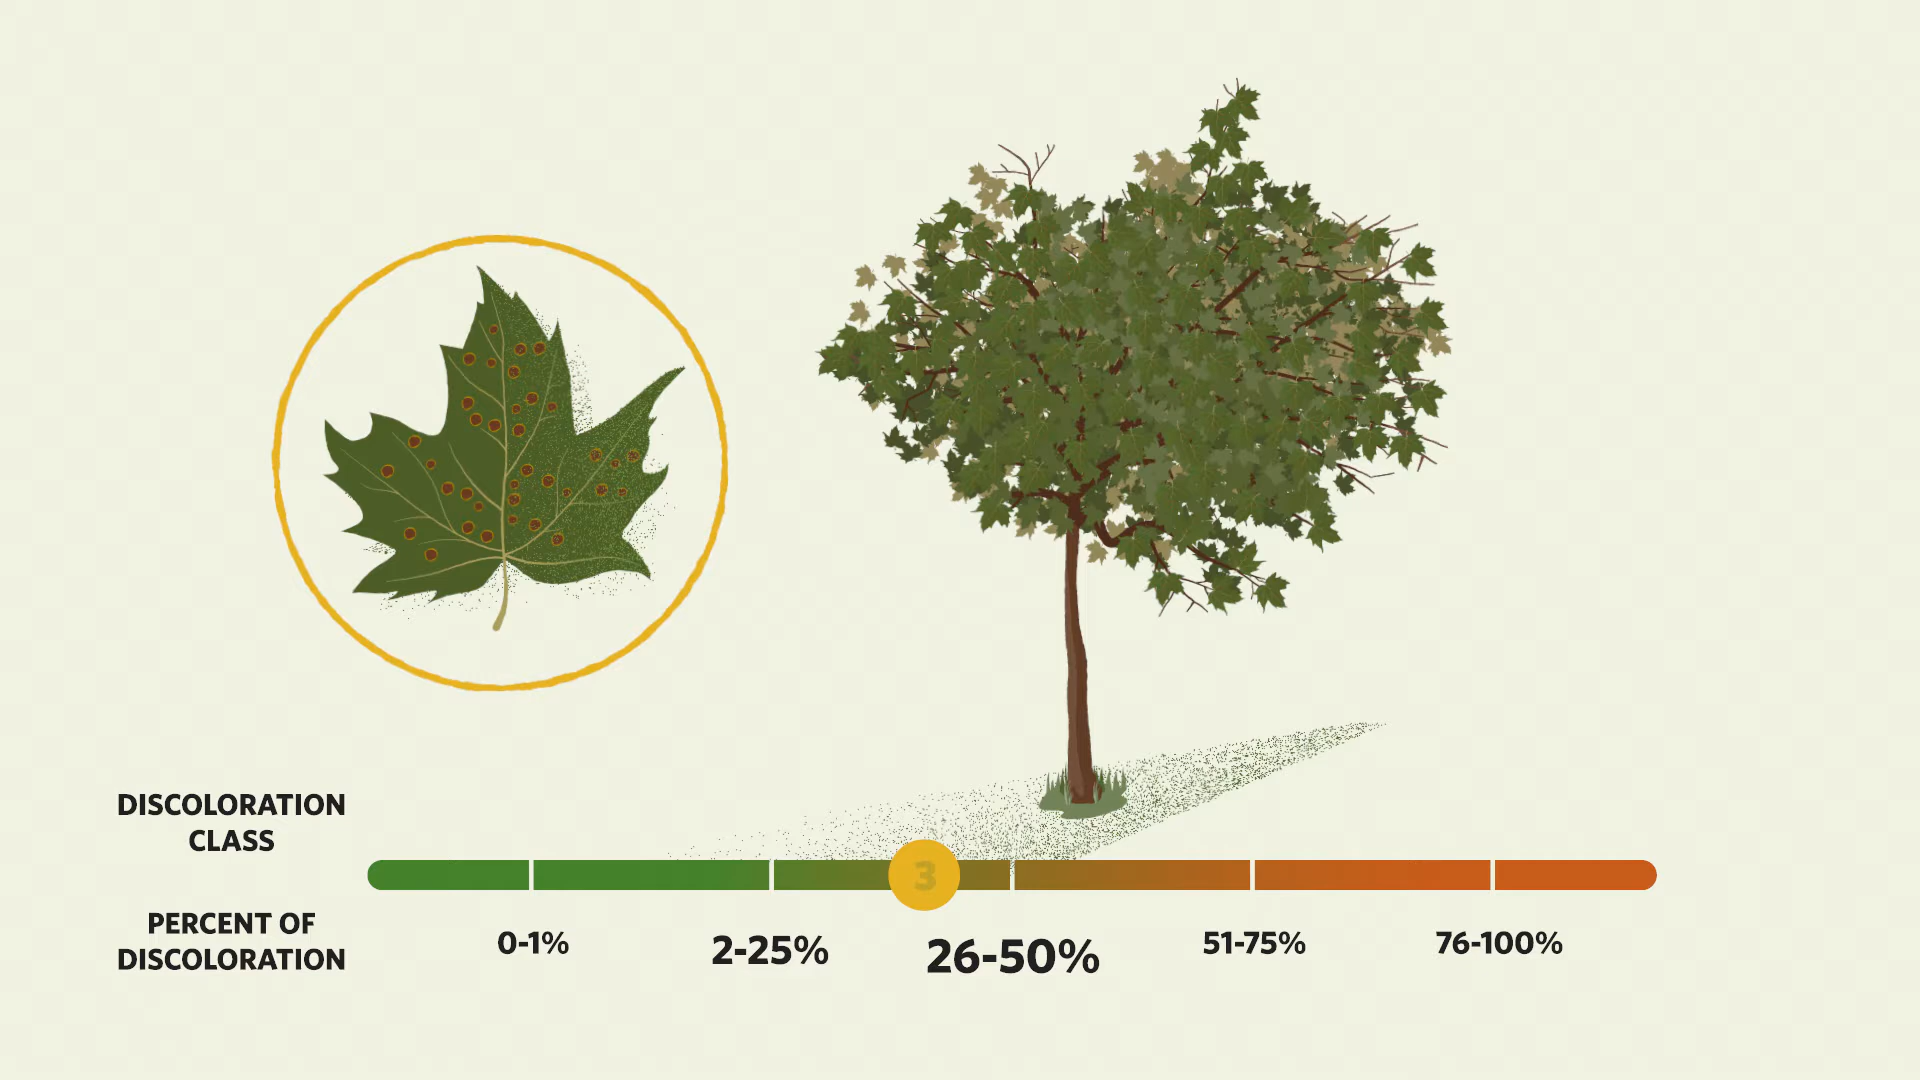 DISCOLORATION
CLASS
3
PERCENT OF
DISCOLORATION
0-1%
2-25%
26-50%
51-75%
76-100%